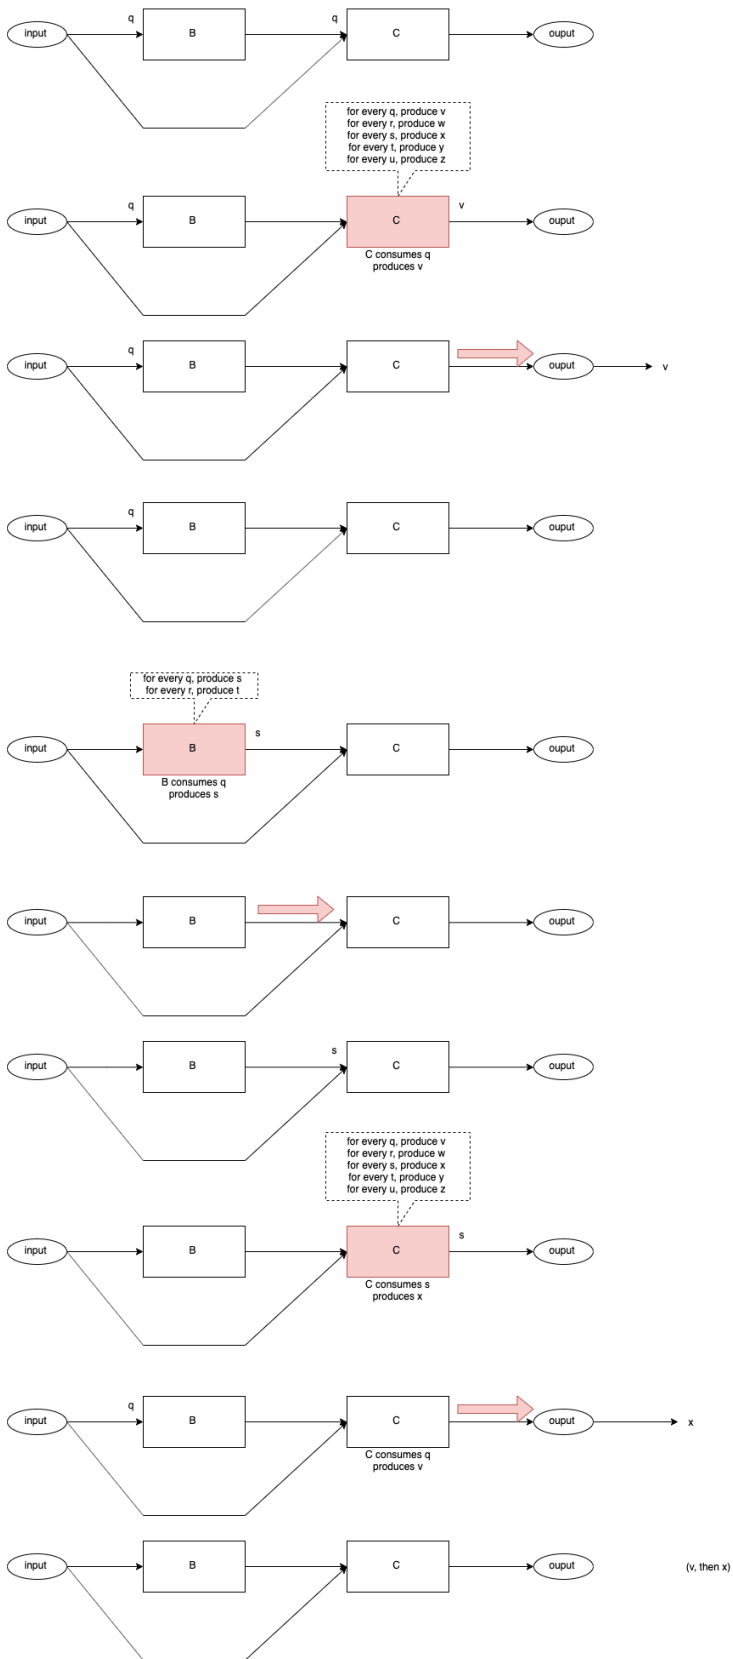 q
q
input
B
C
ouput
for every q, produce v
for every r, produce w
for every s, produce x
for every t, produce y
for every u, produce z
q
v
input
B
C
ouput
C consumes q
produces v
q
input
B
C
ouput
v
q
input
B
C
ouput
for every q, produce s
for every r, produce t
s
input
B
C
ouput
B consumes q
produces s
input
B
C
ouput
s
input
B
C
ouput
for every q, produce v
for every r, produce w
for every s, produce x
for every t, produce y
for every u, produce z
s
input
B
C
ouput
C consumes s
produces x
q
input
B
C
ouput
x
C consumes q
produces v
input
B
C
ouput
(v, then x)